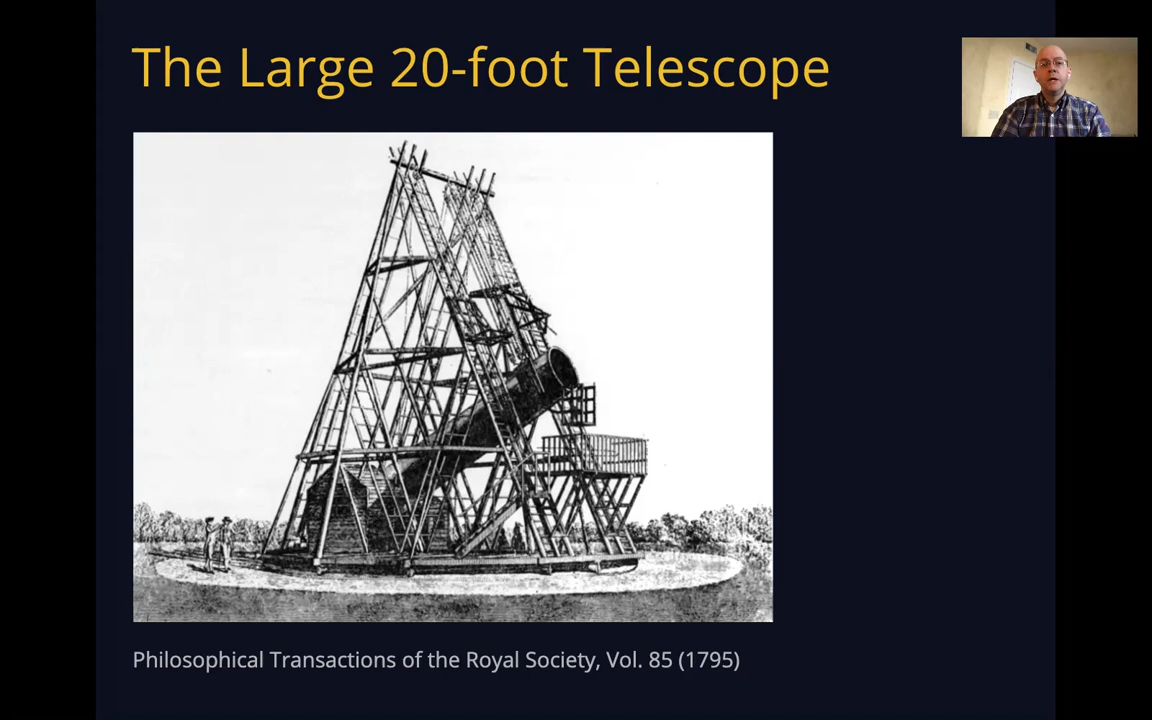 The Large 20-foot Telescope
Philosophical Transactions of the Royal Society, Vol. 85 (1795)